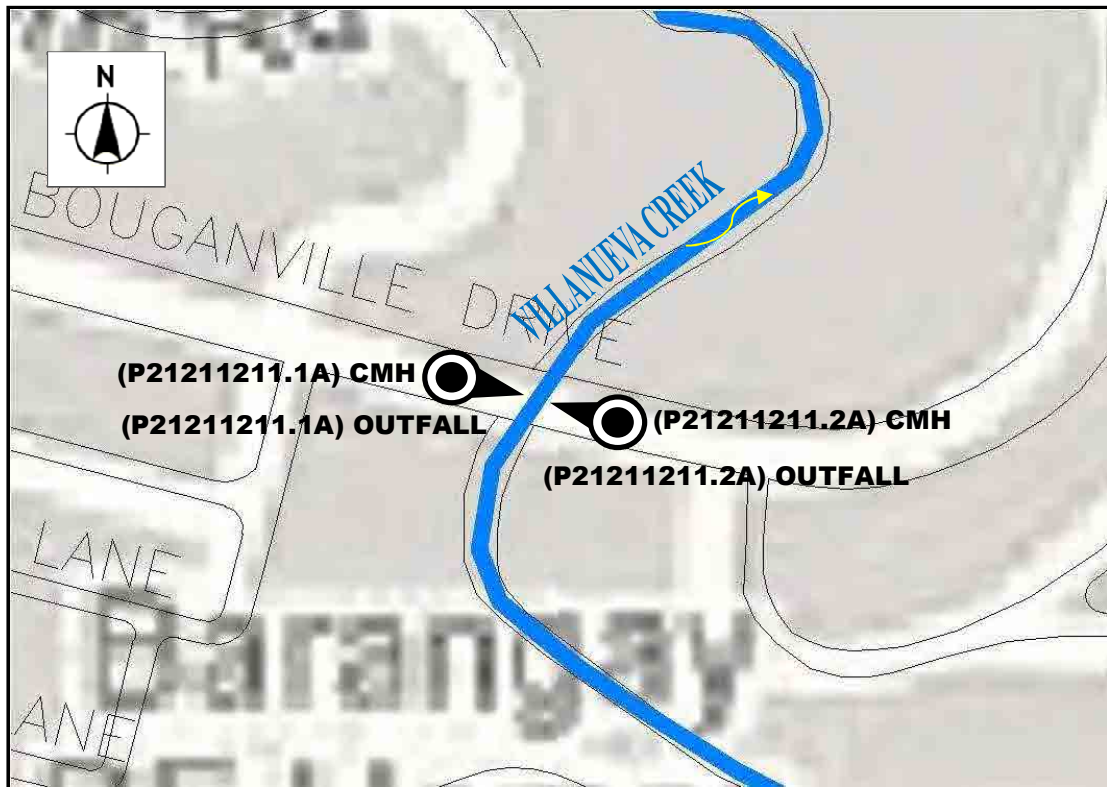 N
BOUGANVILLE DRIVE
VILLANUEVA CREEK
(P21211211.1A) CMH
(P21211211.1A) OUTFALL
(P21211211.2A) CMH
(P21211211.2A) OUTFALL
LANE
Barangay
ANE